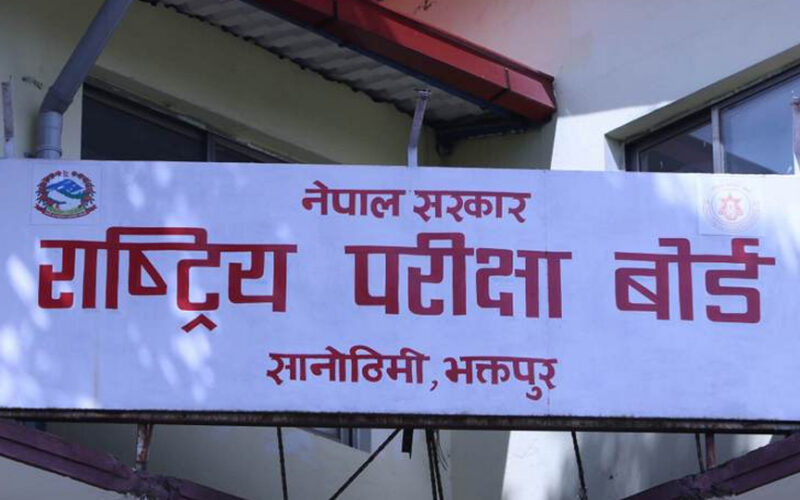 नेपाल सरकार
राष्ट्रिय परीक्षा बोर्ड
सानोठिमी, भक्तपुर